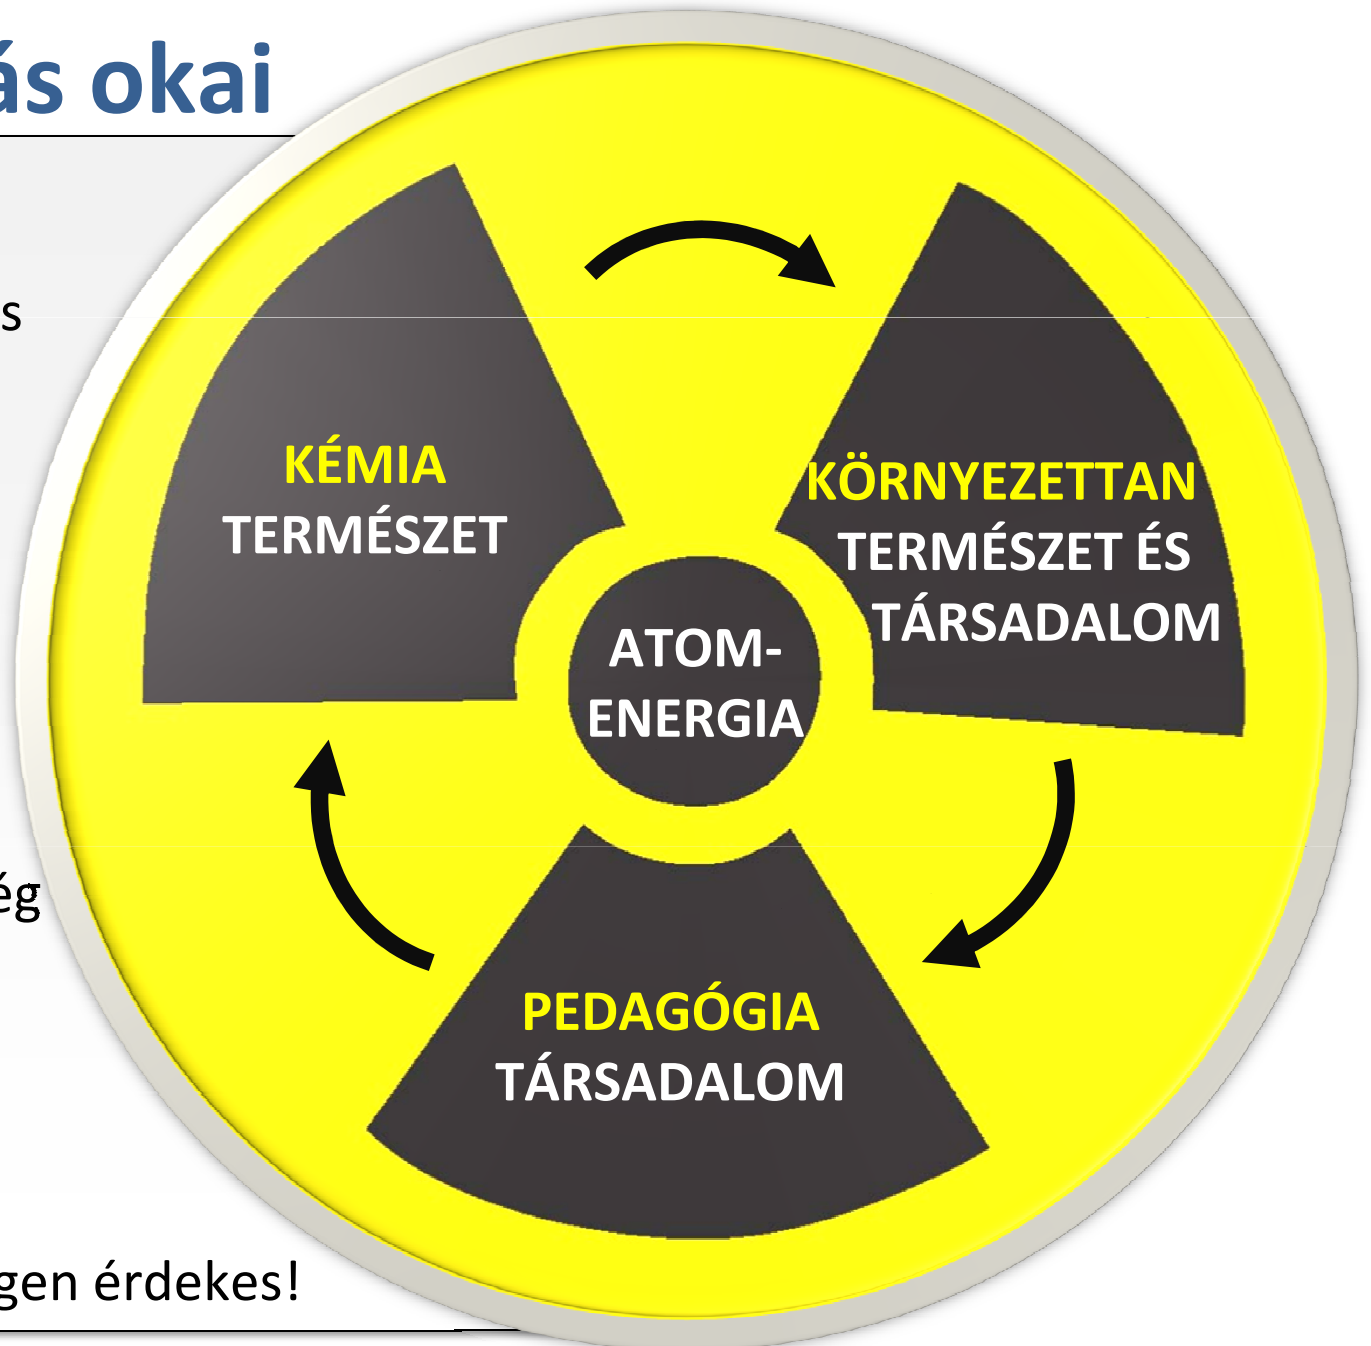 ás okai
s
KÉMIA
TERMÉSZET
KÖRNYEZETTAN
TERMÉSZET ÉS
TÁRSADALOM
ATOM-
ENERGIA
ég
PEDAGÓGIA
TÁRSADALOM
gen érdekes!